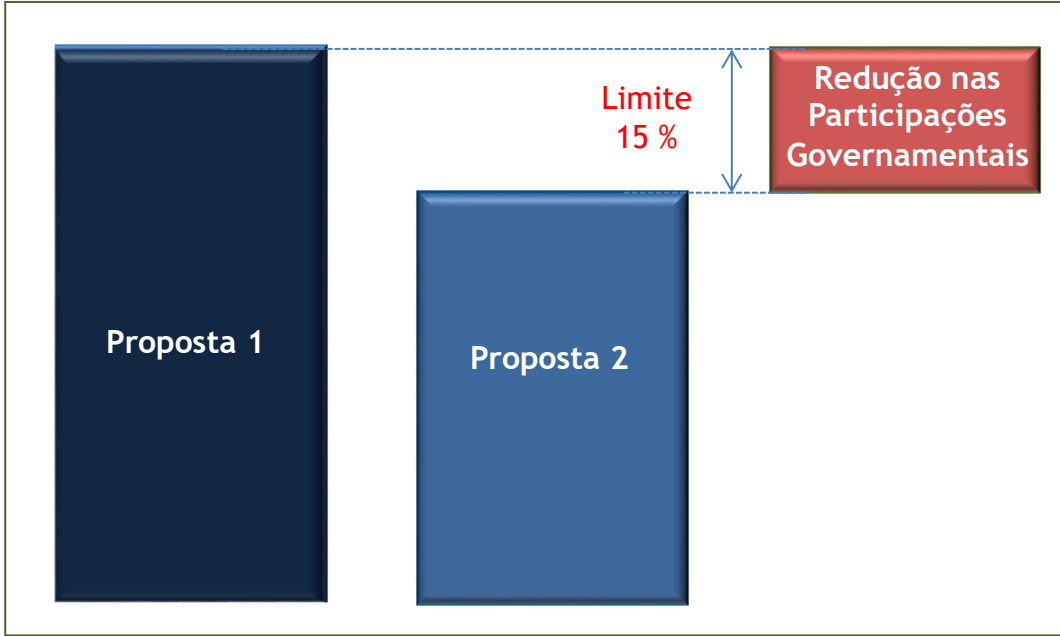 Redução nas
Participações
Governamentais
Limite
15 %
Proposta 1
Proposta 2